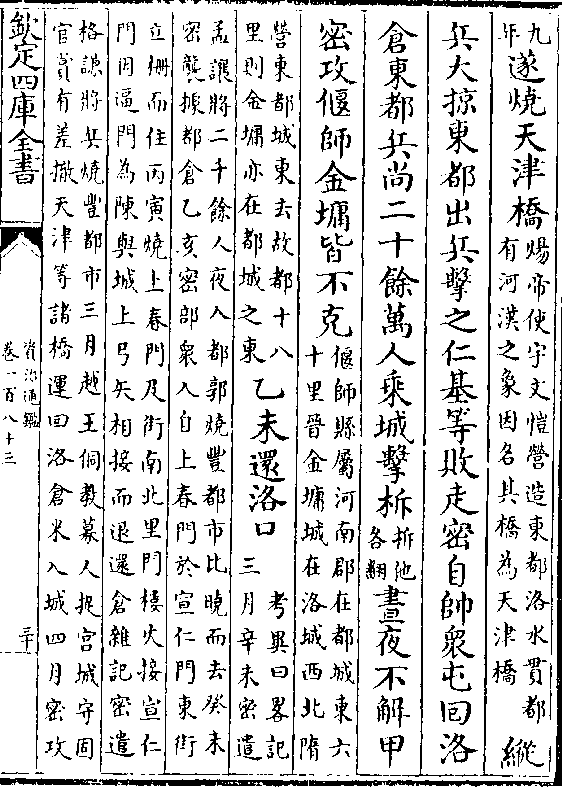 九年遂燒天津橋煬帝使宇文愷營造東都洛水貫都有河漢之象因名其橋為天津橋縱
兵大掠東都出兵擊之仁基等敗走密自帥衆屯回洛
倉東都兵尚二十餘萬人乘城擊柝柝他各翻晝夜不解甲
密攻偃師金墉皆不克偃師縣屬河南郡在都城東六十里晉金墉城在洛城西北隋
營東都城東去故都十八里則金墉亦在都城之東乙未還洛口考異曰畧記三月辛未密遣
孟讓將二千餘人夜入都郭燒豐都市比曉而去癸未
密襲據都倉乙亥密部衆入自上春門於宣仁門東街
立柵而住丙寅燒上春門及街南北里門樓火接宣仁
門因逼門為陳與城上弓矢相接而退還倉雜記密遣
格謙將兵燒豐都市三月越王侗教募人捉宮城守固
官賞有差撤天津等諸橋運回洛倉米入城四月密攻
欽定四庫全書
資治通鑑
卷一百八十三
三十